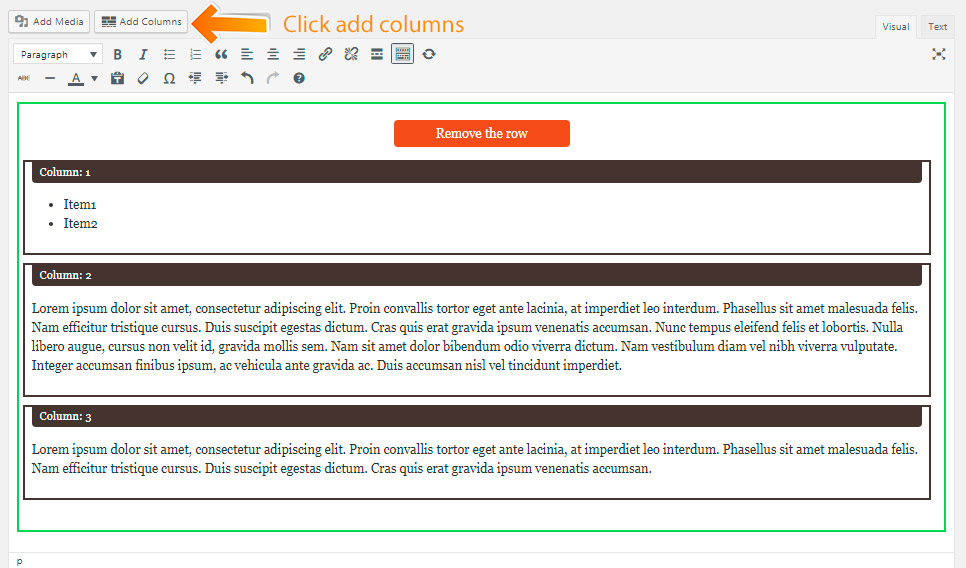 Add Media Add Columns Click add columns Visual Text
Paragraph B I
ABC A Ω
Remove the row
Column: 1
Item1
Item2
Column: 2
Lorem ipsum dolor sit amet, consectetur adipiscing elit. Proin convallis tortor eget ante lacinia, at imperdiet leo interdum. Phasellus sit amet malesuada felis.
Nam efficitur tristique cursus. Duis suscipit egestas dictum. Cras quis erat gravida ipsum venenatis accumsan. Nunc tempus eleifend felis et lobortis. Nulla
libero augue, cursus non velit id, gravida mollis sem. Nam sit amet dolor bibendum odio viverra dictum. Nam vestibulum diam vel nibh viverra vulputate.
Integer accumsan finibus ipsum, ac vehicula ante gravida ac. Duis accumsan nisl vel tincidunt imperdiet.
Column: 3
Lorem ipsum dolor sit amet, consectetur adipiscing elit. Proin convallis tortor eget ante lacinia, at imperdiet leo interdum. Phasellus sit amet malesuada felis.
Nam efficitur tristique cursus. Duis suscipit egestas dictum. Cras quis erat gravida ipsum venenatis accumsan.
p